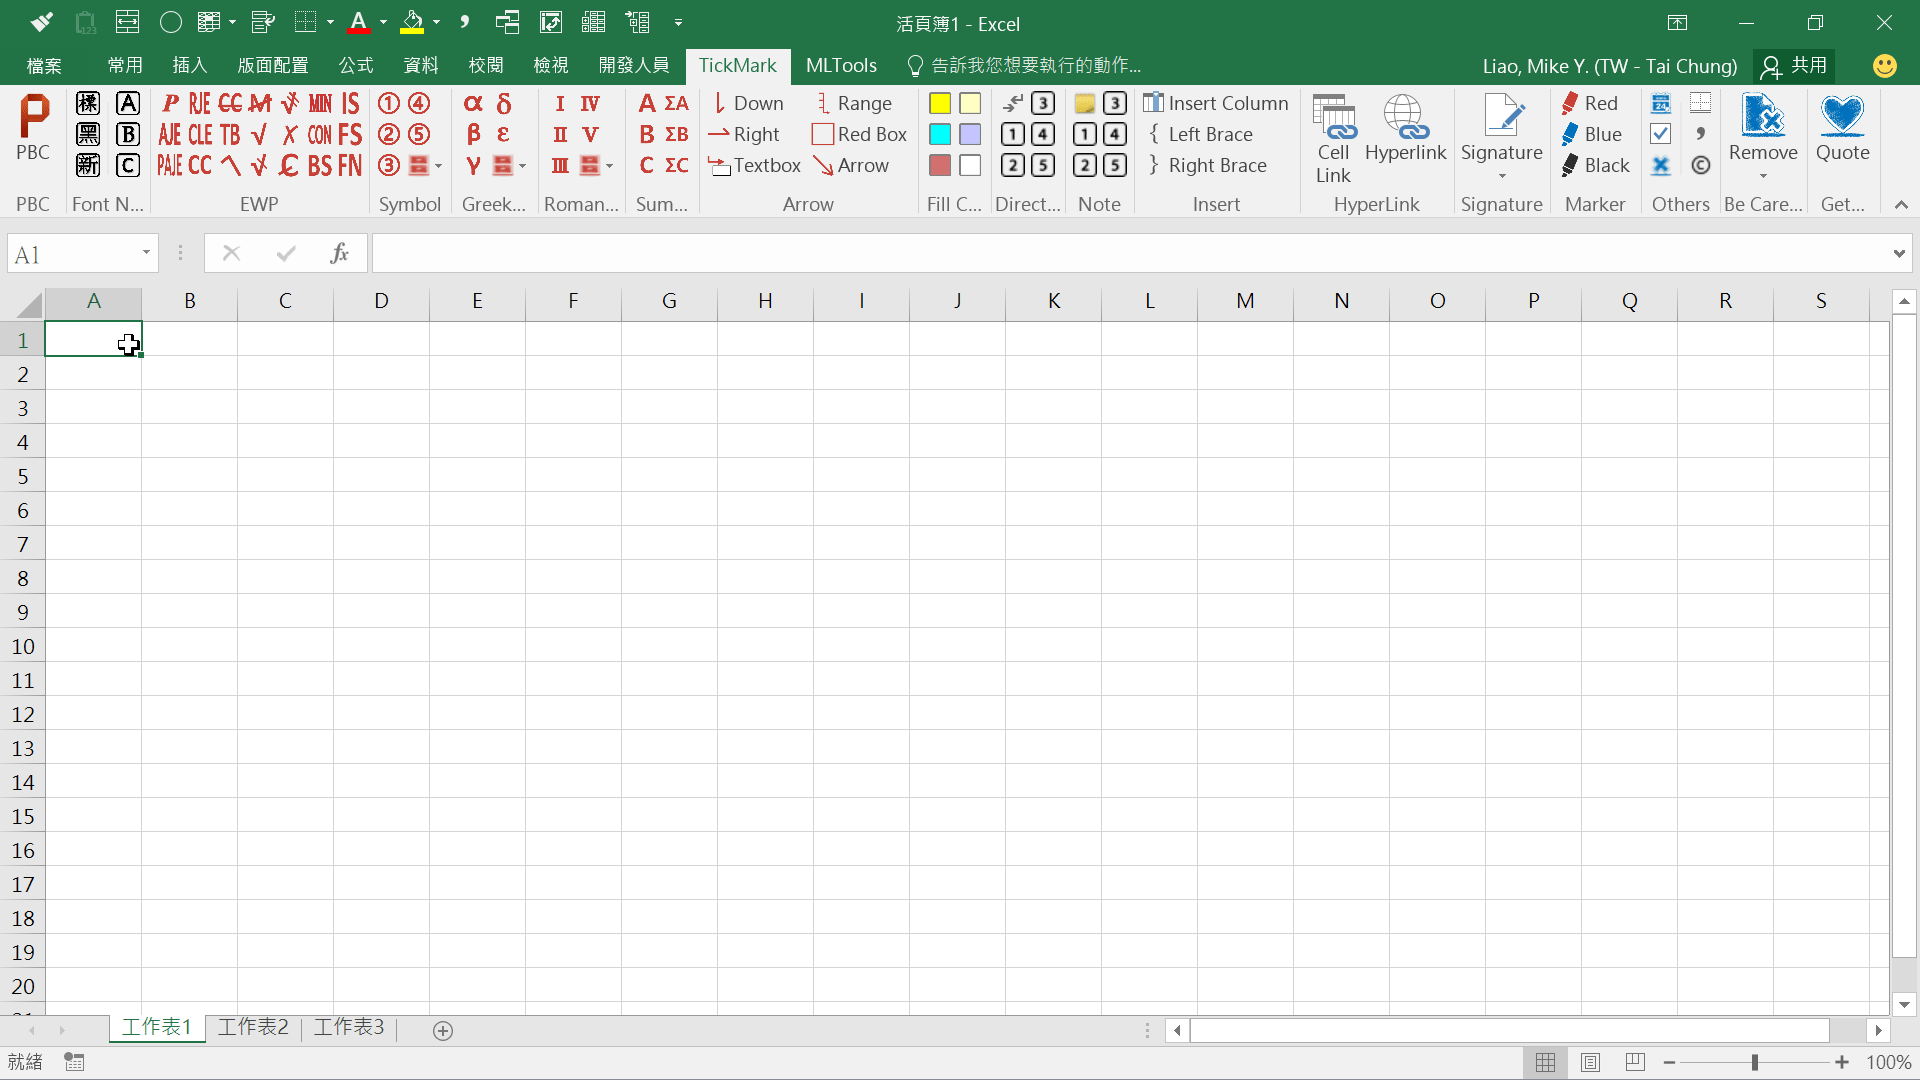 活頁簿1 - Excel
檔案 常用 插入 版面配置 公式 資料 校閱 檢視 開發人員 TickMark MLTools 告訴我您想要執行的動作... Liao, Mike Y. (TW - Tai Chung) 共用
PBC 標 A P RJE CC M MIN IS ① ④ α δ I IV A ΣA Down Range 3 3 Insert Column Red
黑 B AJE CLE TB √ X CON FS ② ⑤ β ε II V B ΣB Right Red Box 1 4 1 4 Left Brace Blue
新 C PAJE CC BS FN ③ γ III C ΣC Textbox Arrow 2 5 2 5 Right Brace Cell Link Hyperlink Signature Black Remove Quote
PBC Font N... EWP Symbol Greek... Roman... Sum... Arrow Fill C... Direct... Note Insert HyperLink Signature Marker Others Be Care... Get...
A1 fx
A B C D E F G H I J K L M N O P Q R S
1
2
3
4
5
6
7
8
9
10
11
12
13
14
15
16
17
18
19
20
工作表1 工作表2 工作表3
就緒 100%